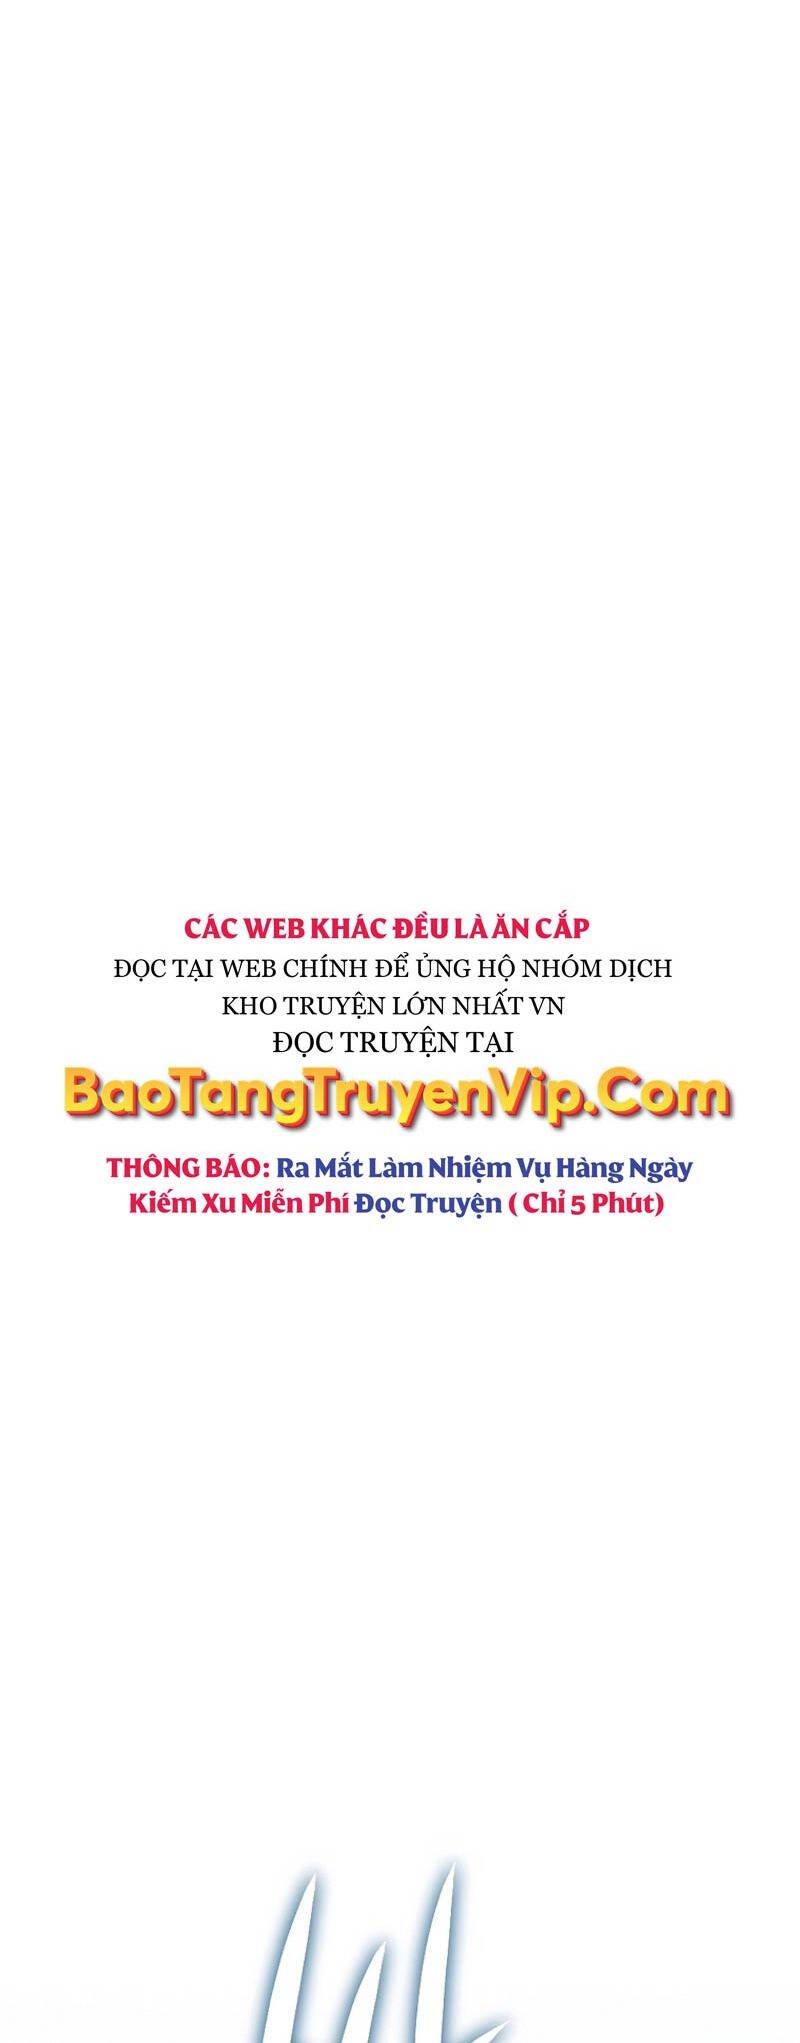 CÁC WEB KHÁC ĐỀU LÀ ĂN CẮP
ĐỌC TẠI WEB CHÍNH ĐỂ ỦNG HỘ NHÓM DỊCH
KHO TRUYỆN LỚN NHẤT VN
ĐỌC TRUYỆN TẠI
BaoTangTruyenVip.Com
THÔNG BÁO: Ra Mắt Làm Nhiệm Vụ Hàng Ngày
Kiếm Xu Miễn Phí Đọc Truyện ( Chỉ 5 Phút)